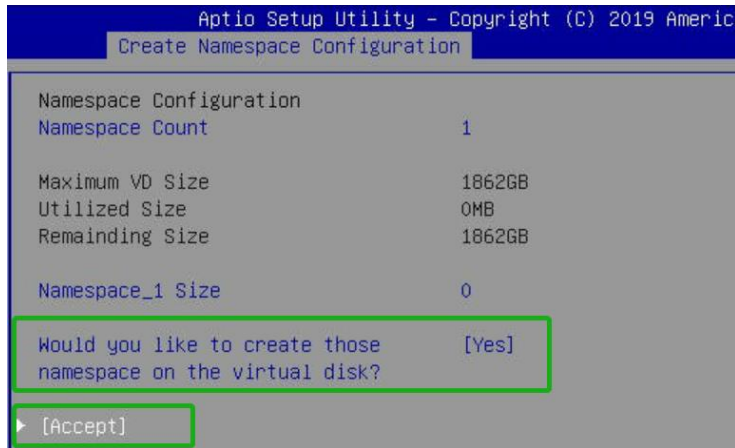 Aptio Setup Utility – Copyright (C) 2019 Americ
Create Namespace Configuration
Namespace Configuration
Namespace Count 1
Maximum VD Size 1862GB
Utilized Size 0MB
Remainding Size 1862GB
Namespace_1 Size 0
Would you like to create those [Yes]
namespace on the virtual disk?
[Accept]